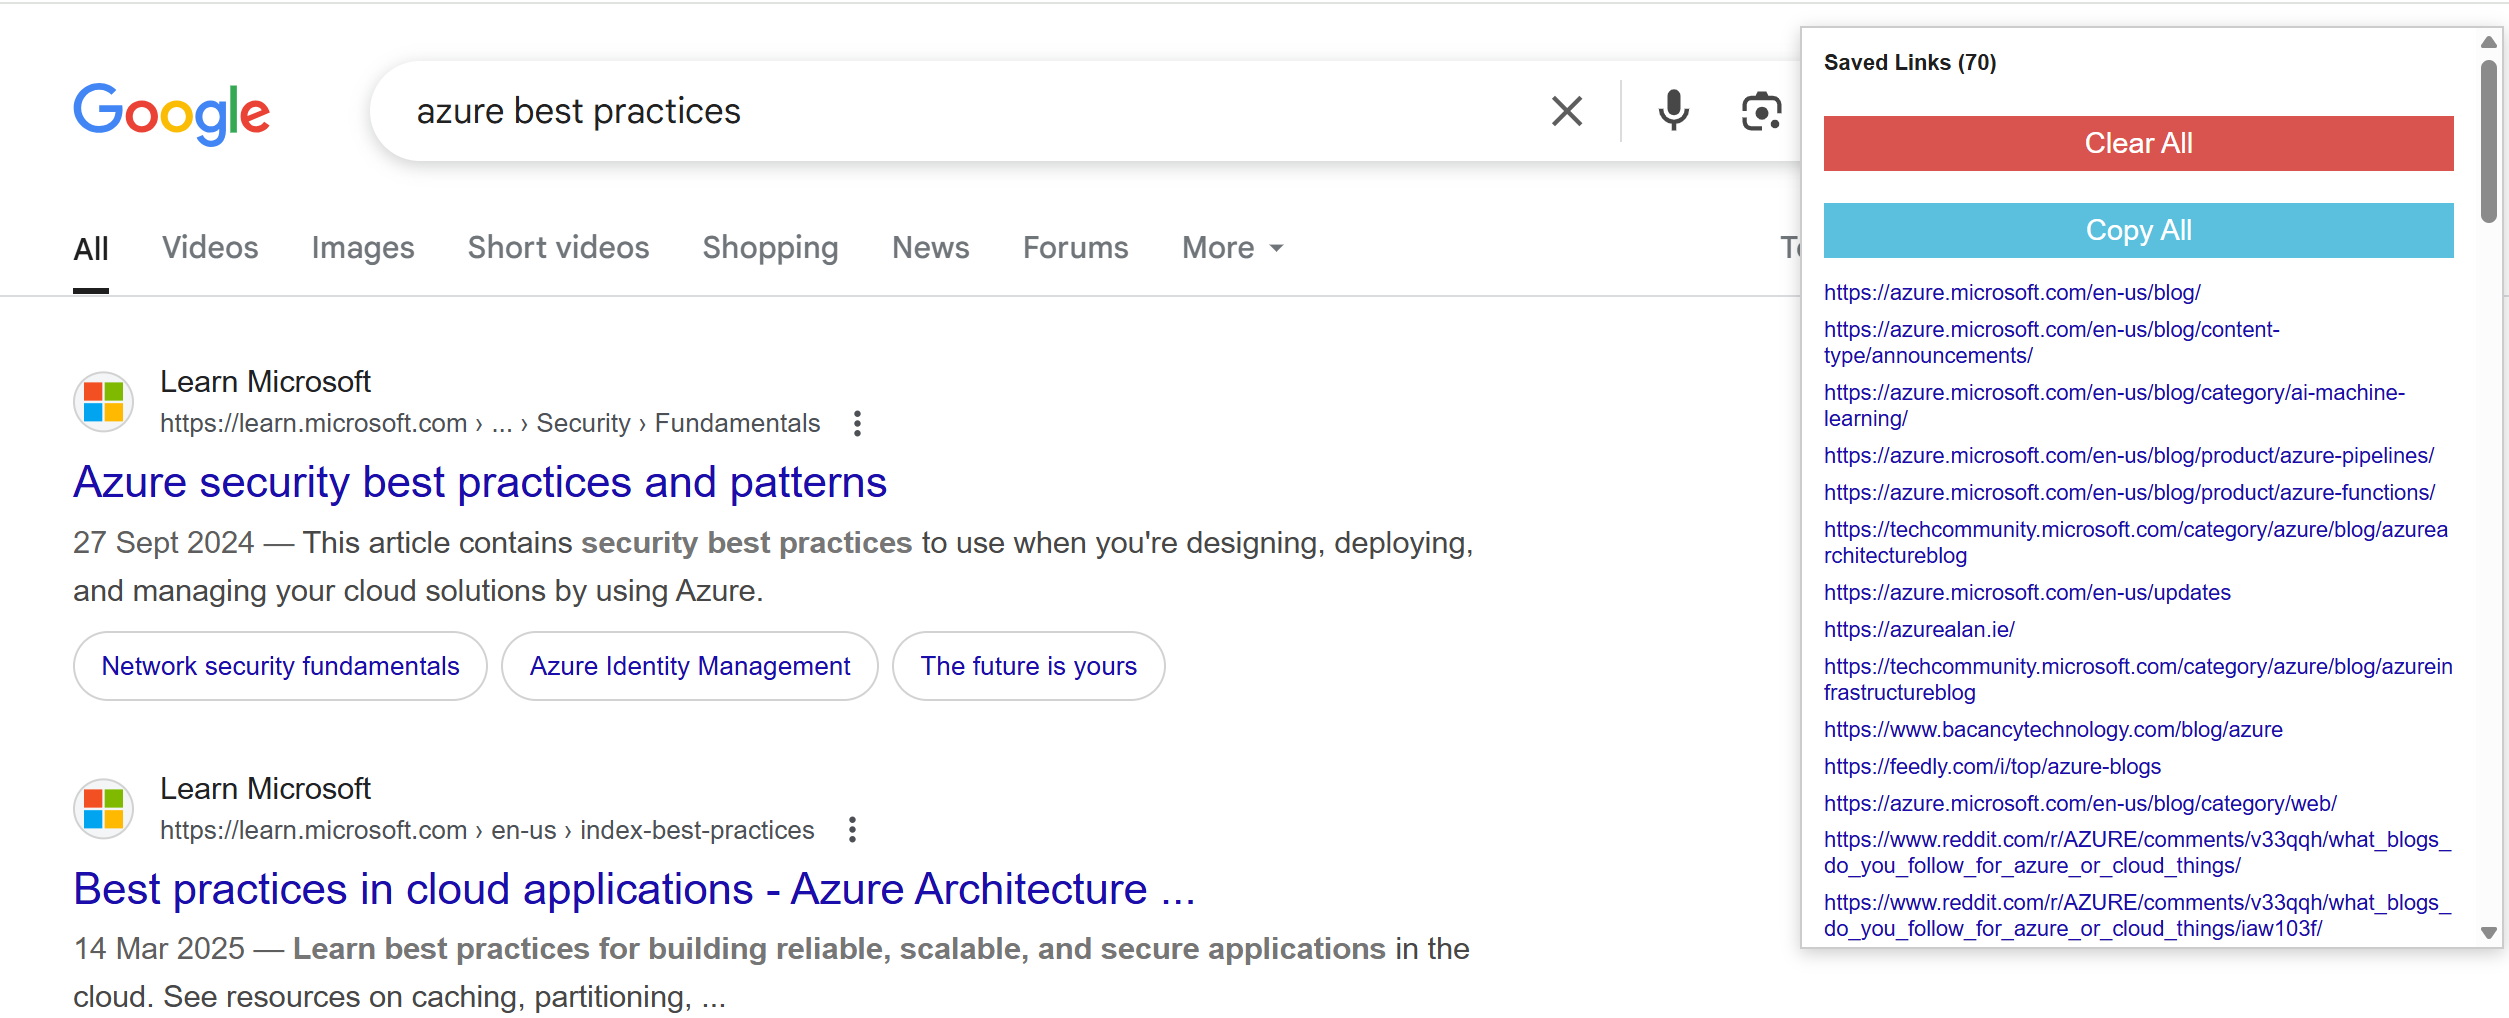 Google
azure best practices
All
Videos
Images
Short videos
Shopping
News
Forums
More
Learn Microsoft
https://learn.microsoft.com › ... › Security › Fundamentals
Azure security best practices and patterns
27 Sept 2024 — This article contains security best practices to use when you're designing, deploying,
and managing your cloud solutions by using Azure.
Network security fundamentals
Azure Identity Management
The future is yours
Learn Microsoft
https://learn.microsoft.com › en-us › index-best-practices
Best practices in cloud applications - Azure Architecture ...
14 Mar 2025 — Learn best practices for building reliable, scalable, and secure applications in the
cloud. See resources on caching, partitioning, ...
Saved Links (70)
Clear All
Copy All
https://azure.microsoft.com/en-us/blog/
https://azure.microsoft.com/en-us/blog/content-
type/announcements/
https://azure.microsoft.com/en-us/blog/category/ai-machine-
learning/
https://azure.microsoft.com/en-us/blog/product/azure-pipelines/
https://azure.microsoft.com/en-us/blog/product/azure-functions/
https://techcommunity.microsoft.com/category/azure/blog/azurea
rchitectureblog
https://azure.microsoft.com/en-us/updates
https://azurealan.ie/
https://techcommunity.microsoft.com/category/azure/blog/azurein
frastructureblog
https://www.bacancytechnology.com/blog/azure
https://feedly.com/i/top/azure-blogs
https://azure.microsoft.com/en-us/blog/category/web/
https://www.reddit.com/r/AZURE/comments/v33qqh/what_blogs_
do_you_follow_for_azure_or_cloud_things/
https://www.reddit.com/r/AZURE/comments/v33qqh/what_blogs_
do_you_follow_for_azure_or_cloud_things/iaw103f/